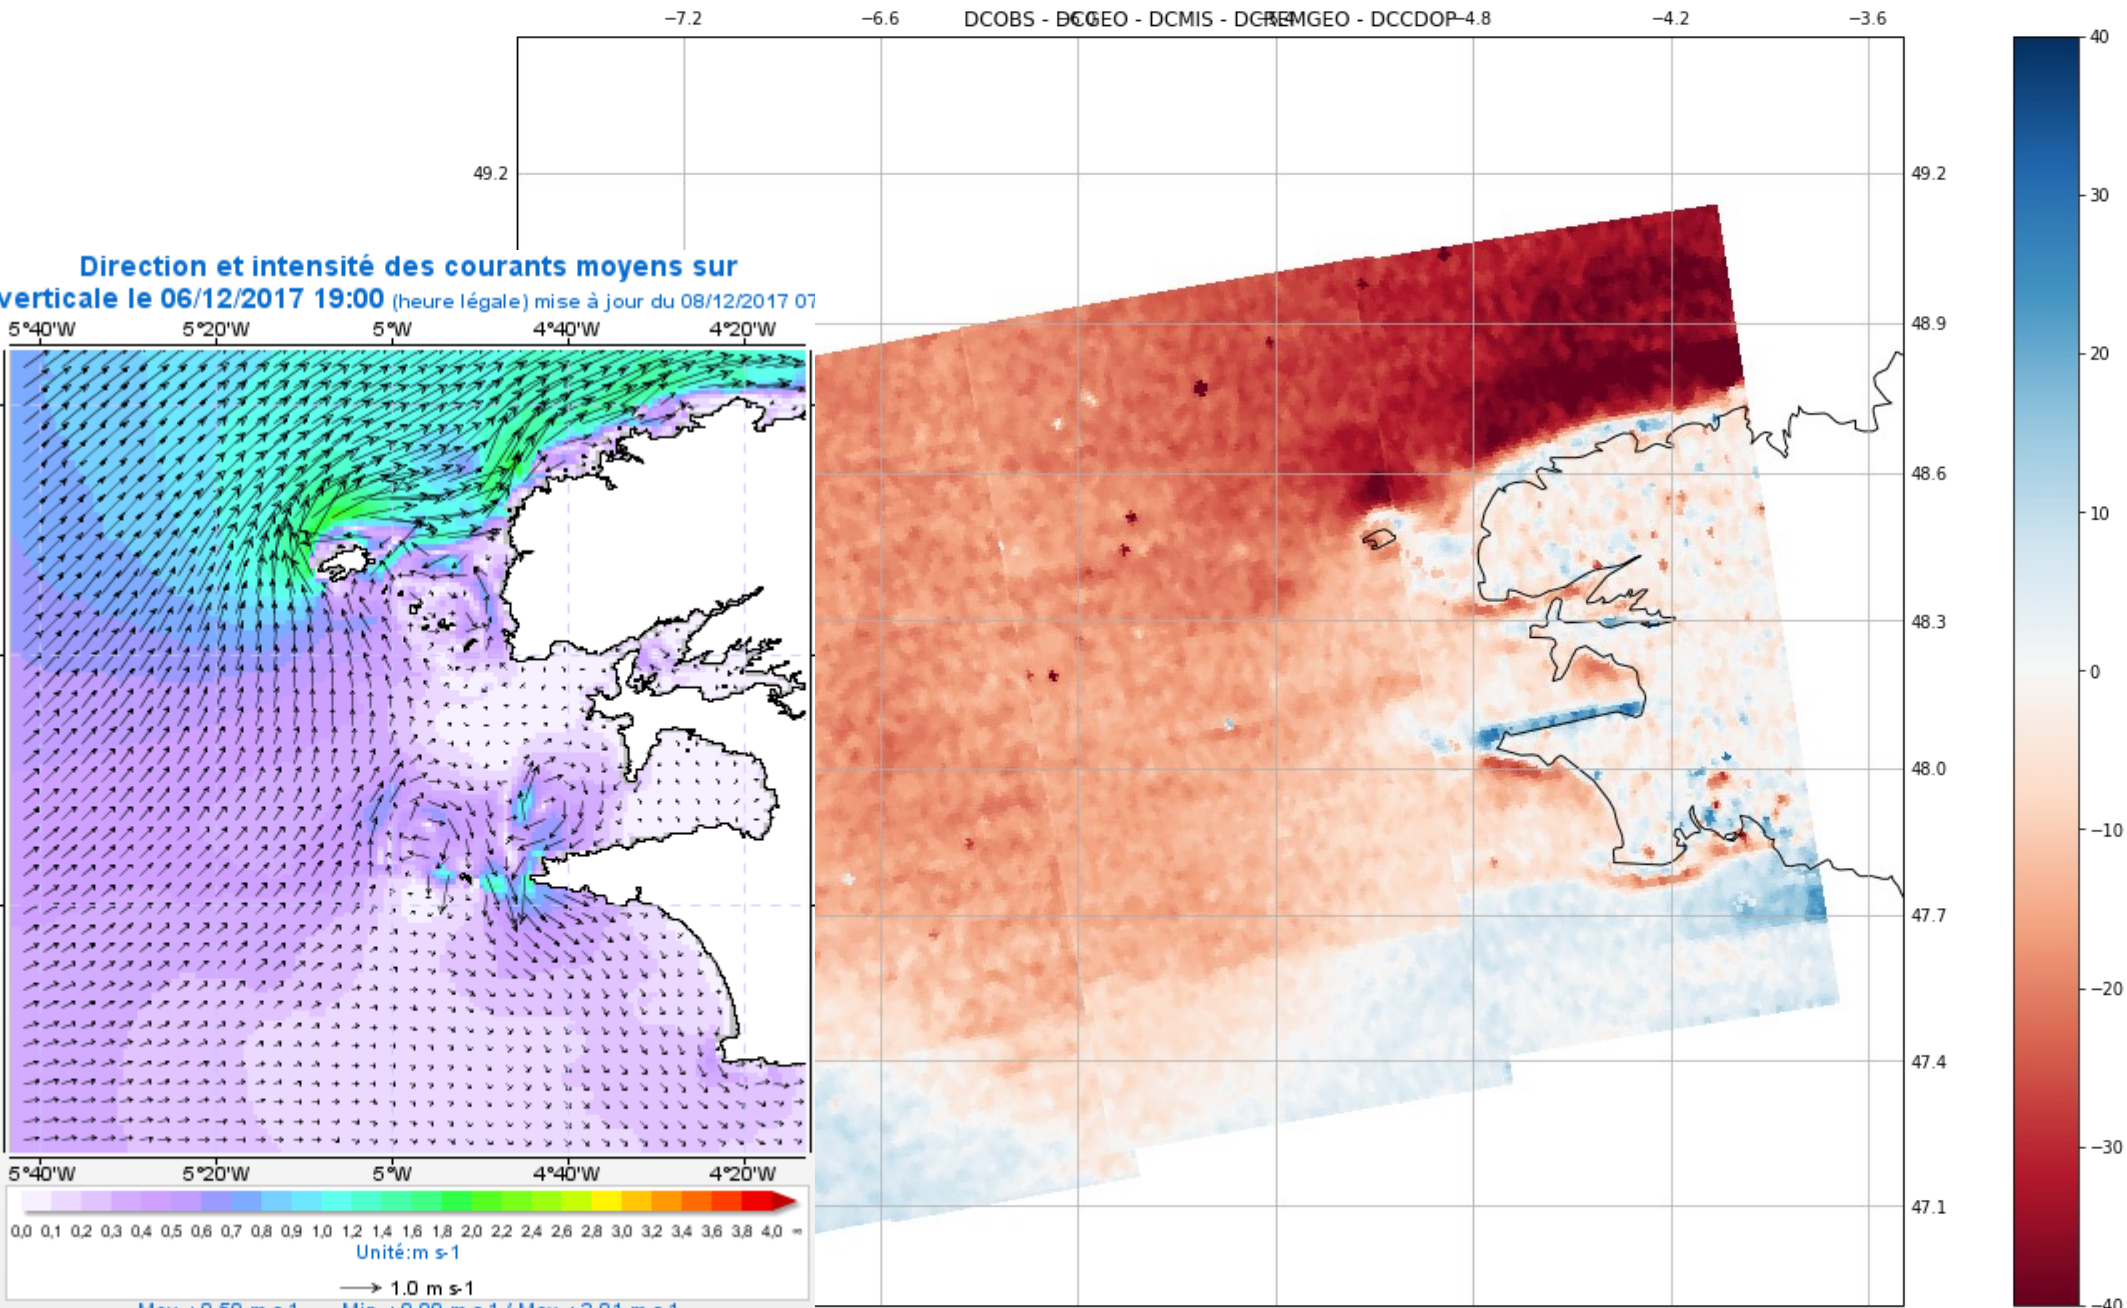 −7.2 −6.6 −4.8 −4.2 −3.6
DCOBS - DCGEO - DCMIS - DCREMGEO - DCCDOP
40
49.2 49.2
30
Direction et intensité des courants moyens sur
verticale le 06/12/2017 19:00 (heure légale) mise à jour du 08/12/2017 07
5°40'W 5°20'W 5°W 4°40'W 4°20'W
48.9
20
48.6
10
48.3
0
48.0
−10
47.7
−20
47.4
−30
5°40'W 5°20'W 5°W 4°40'W 4°20'W
47.1
0,0 0,1 0,2 0,3 0,4 0,5 0,6 0,7 0,8 0,9 1,0 1,2 1,4 1,6 1,8 2,0 2,2 2,4 2,6 2,8 3,0 3,2 3,4 3,6 3,8 4,0 ∞
Unité:m s-1
1.0 m s-1
−40